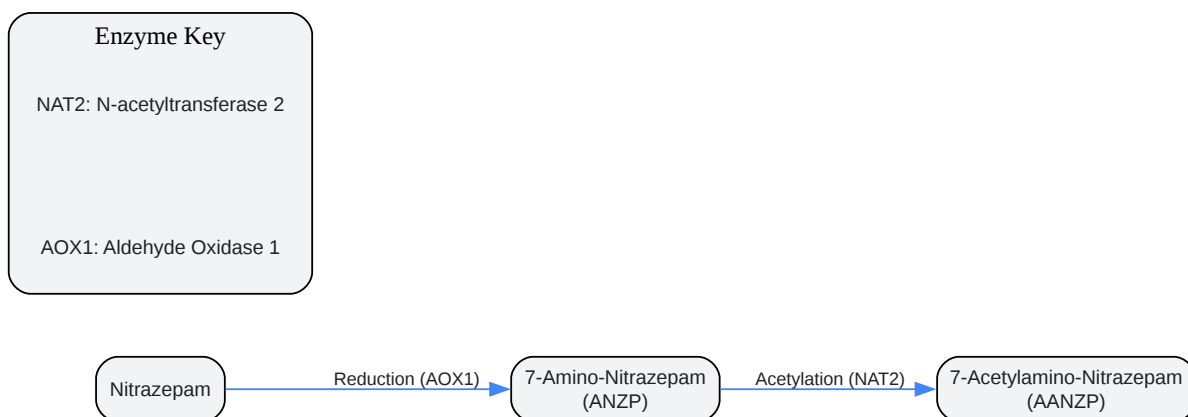 Enzyme Key
NAT2: N-acetyltransferase 2
AOX1: Aldehyde Oxidase 1
Nitrazepam
Reduction (AOX1)
7-Amino-Nitrazepam
(ANZP)
Acetylation (NAT2)
7-Acetylamino-Nitrazepam
(AANZP)